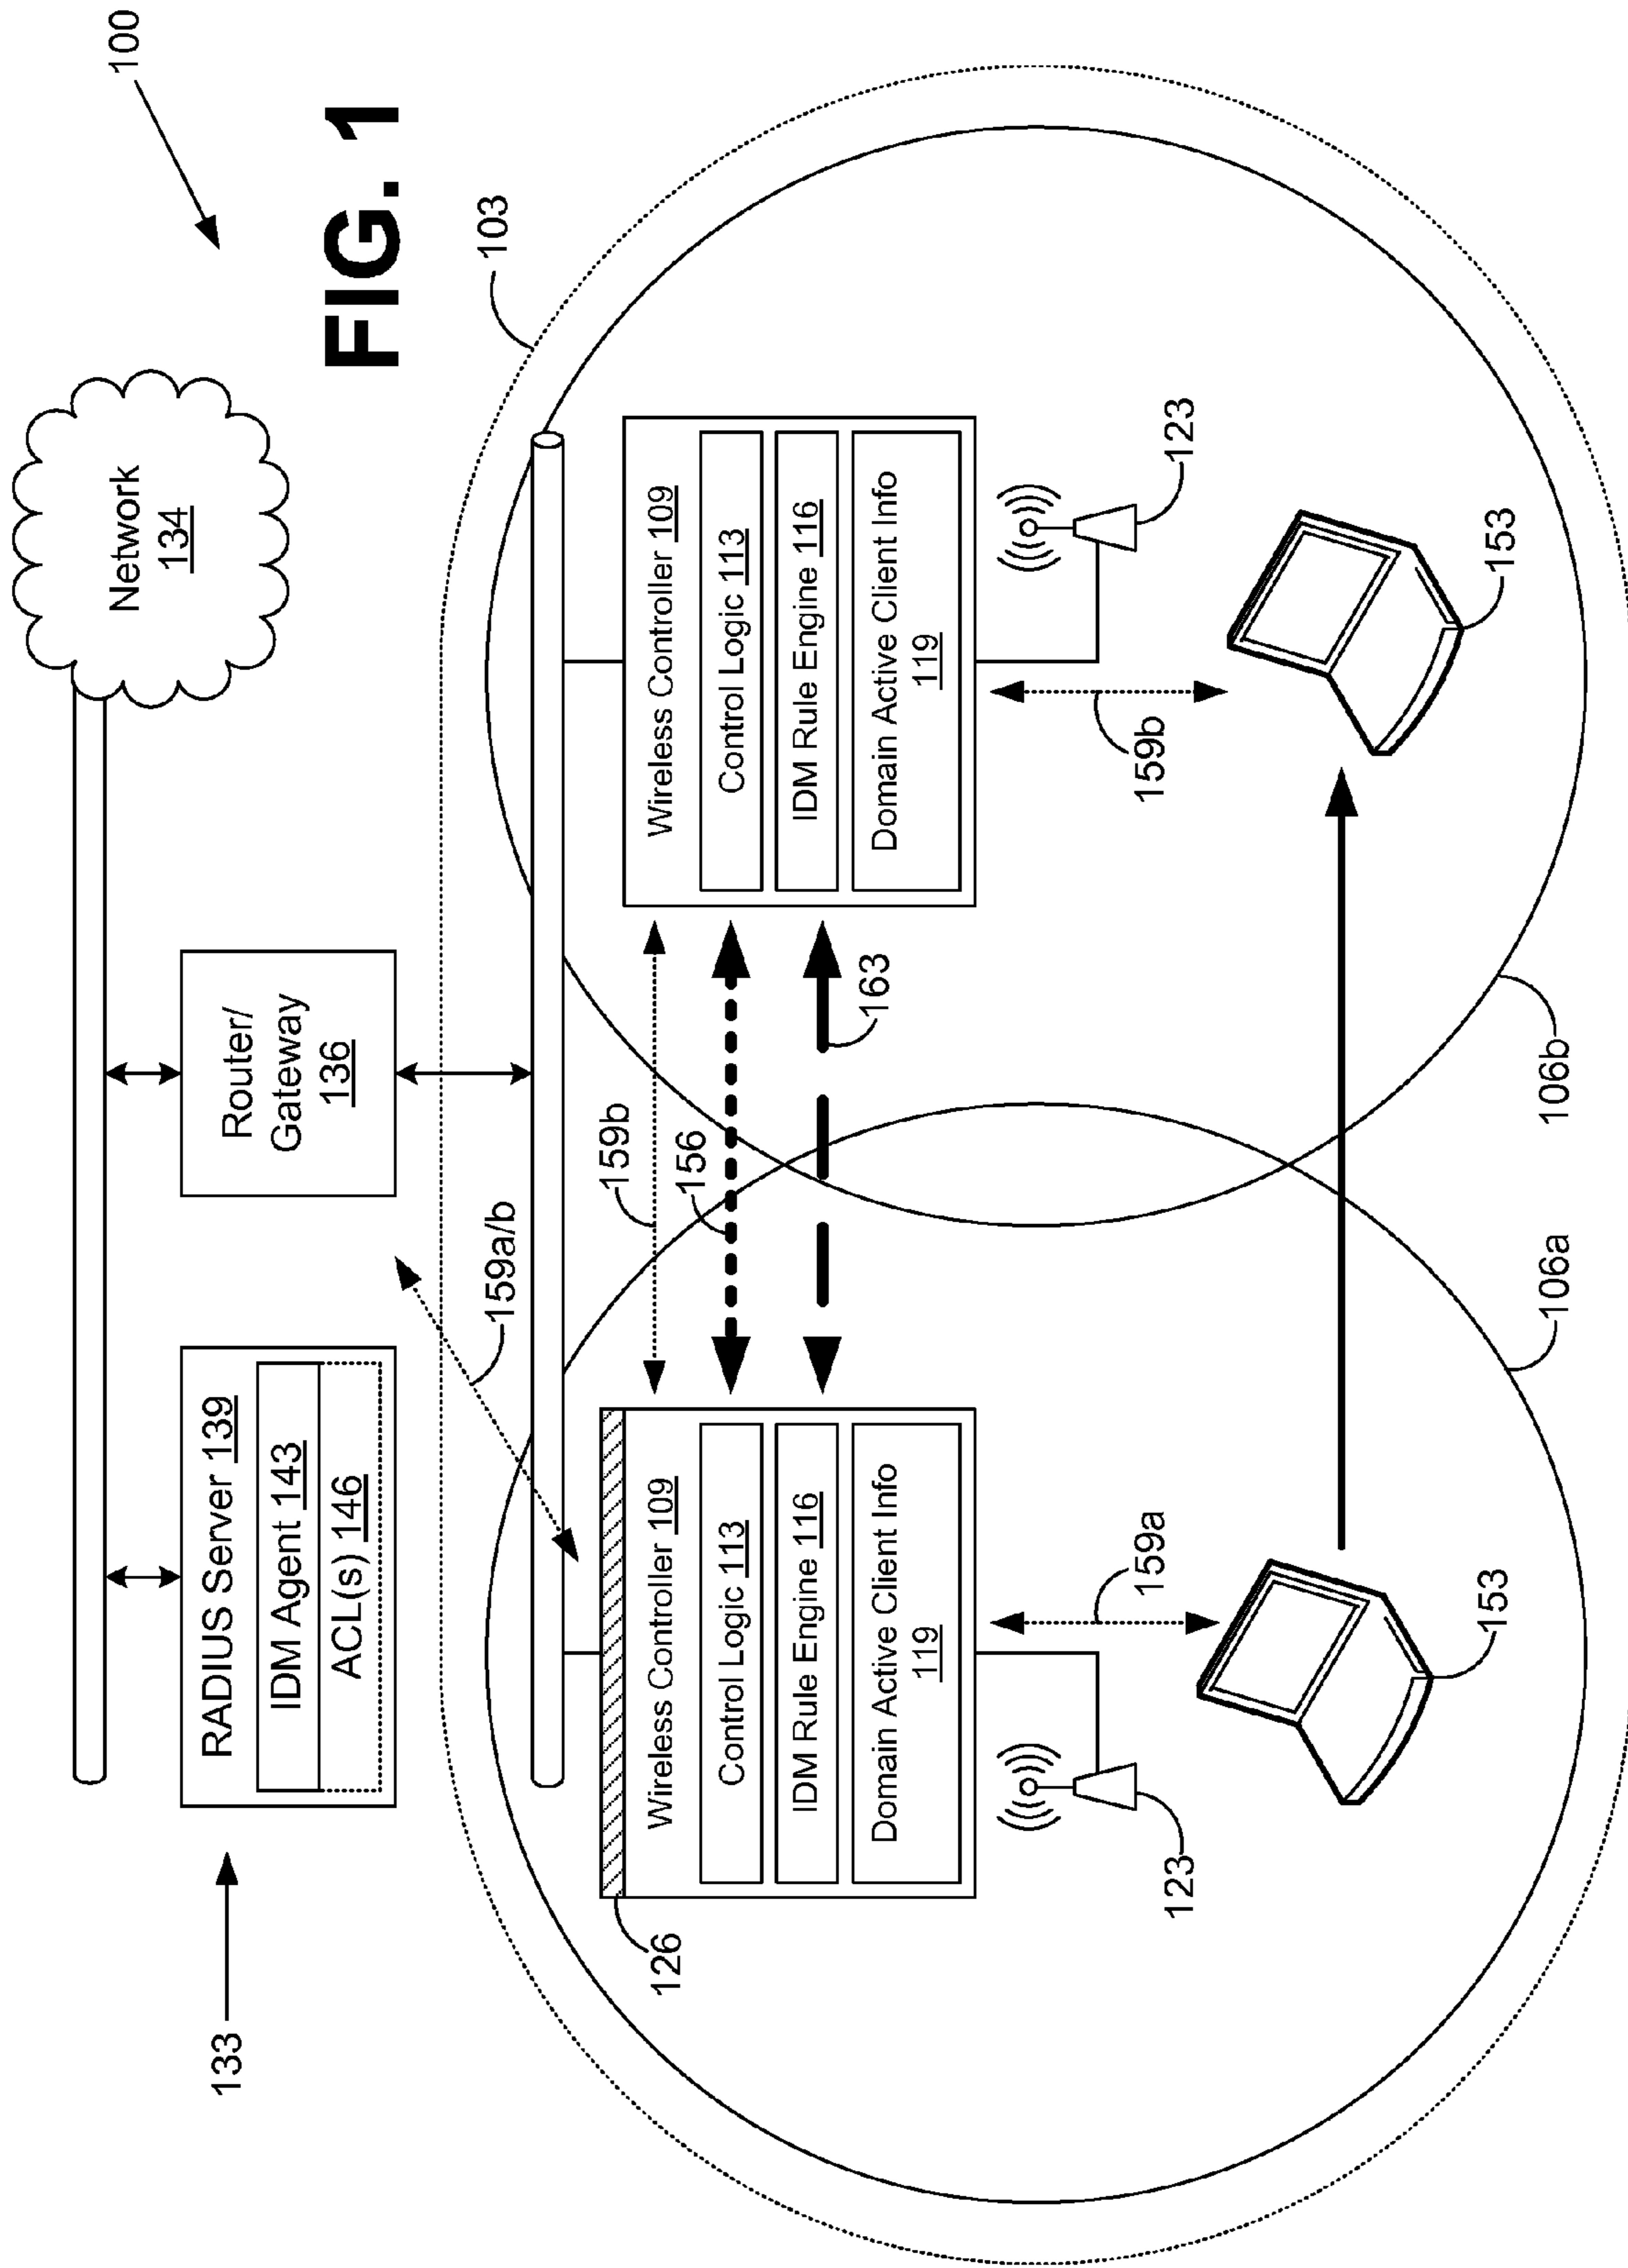 100
FIG. 1
Network
134
133
RADIUS Server 139
IDM Agent 143
ACL(s) 146
Router/
Gateway
136
103
159a/b
126
Wireless Controller 109
Control Logic 113
IDM Rule Engine 116
Domain Active Client Info
119
159b
156
163
Wireless Controller 109
Control Logic 113
IDM Rule Engine 116
Domain Active Client Info
119
123
159a
153
123
159b
153
106a
106b